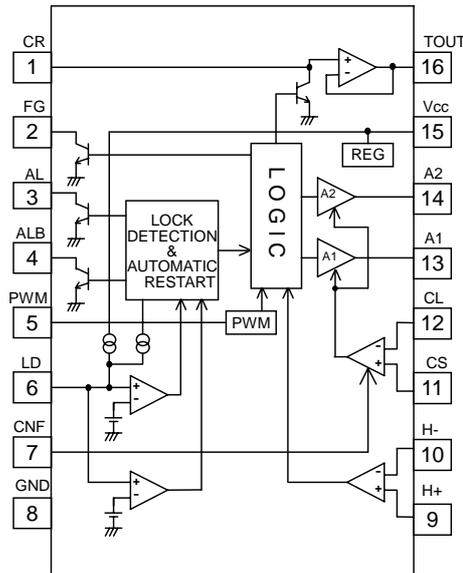 CR
1
TOUT
16
FG
2
Vcc
15
REG
AL
3
A2
14
ALB
4
A1
13
PWM
5
CL
12
LD
6
CS
11
CNF
7
H-
10
GND
8
H+
9
LOCK
DETECTION
&
AUTOMATIC
RESTART
LOGIC
PWM
A2
A1
+
-
+
-
+
-
-
+
-
+